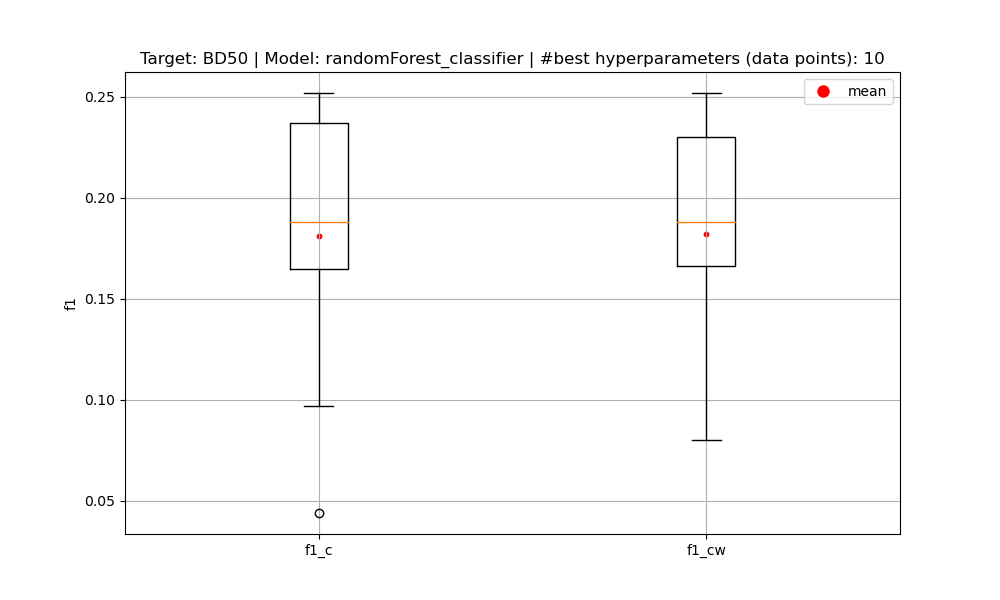 Target: BD50 | Model: randomForest_classifier | #best hyperparameters (data points): 10
mean
0.25
0.20
0.15
0.10
0.05
f1
f1_c
f1_cw